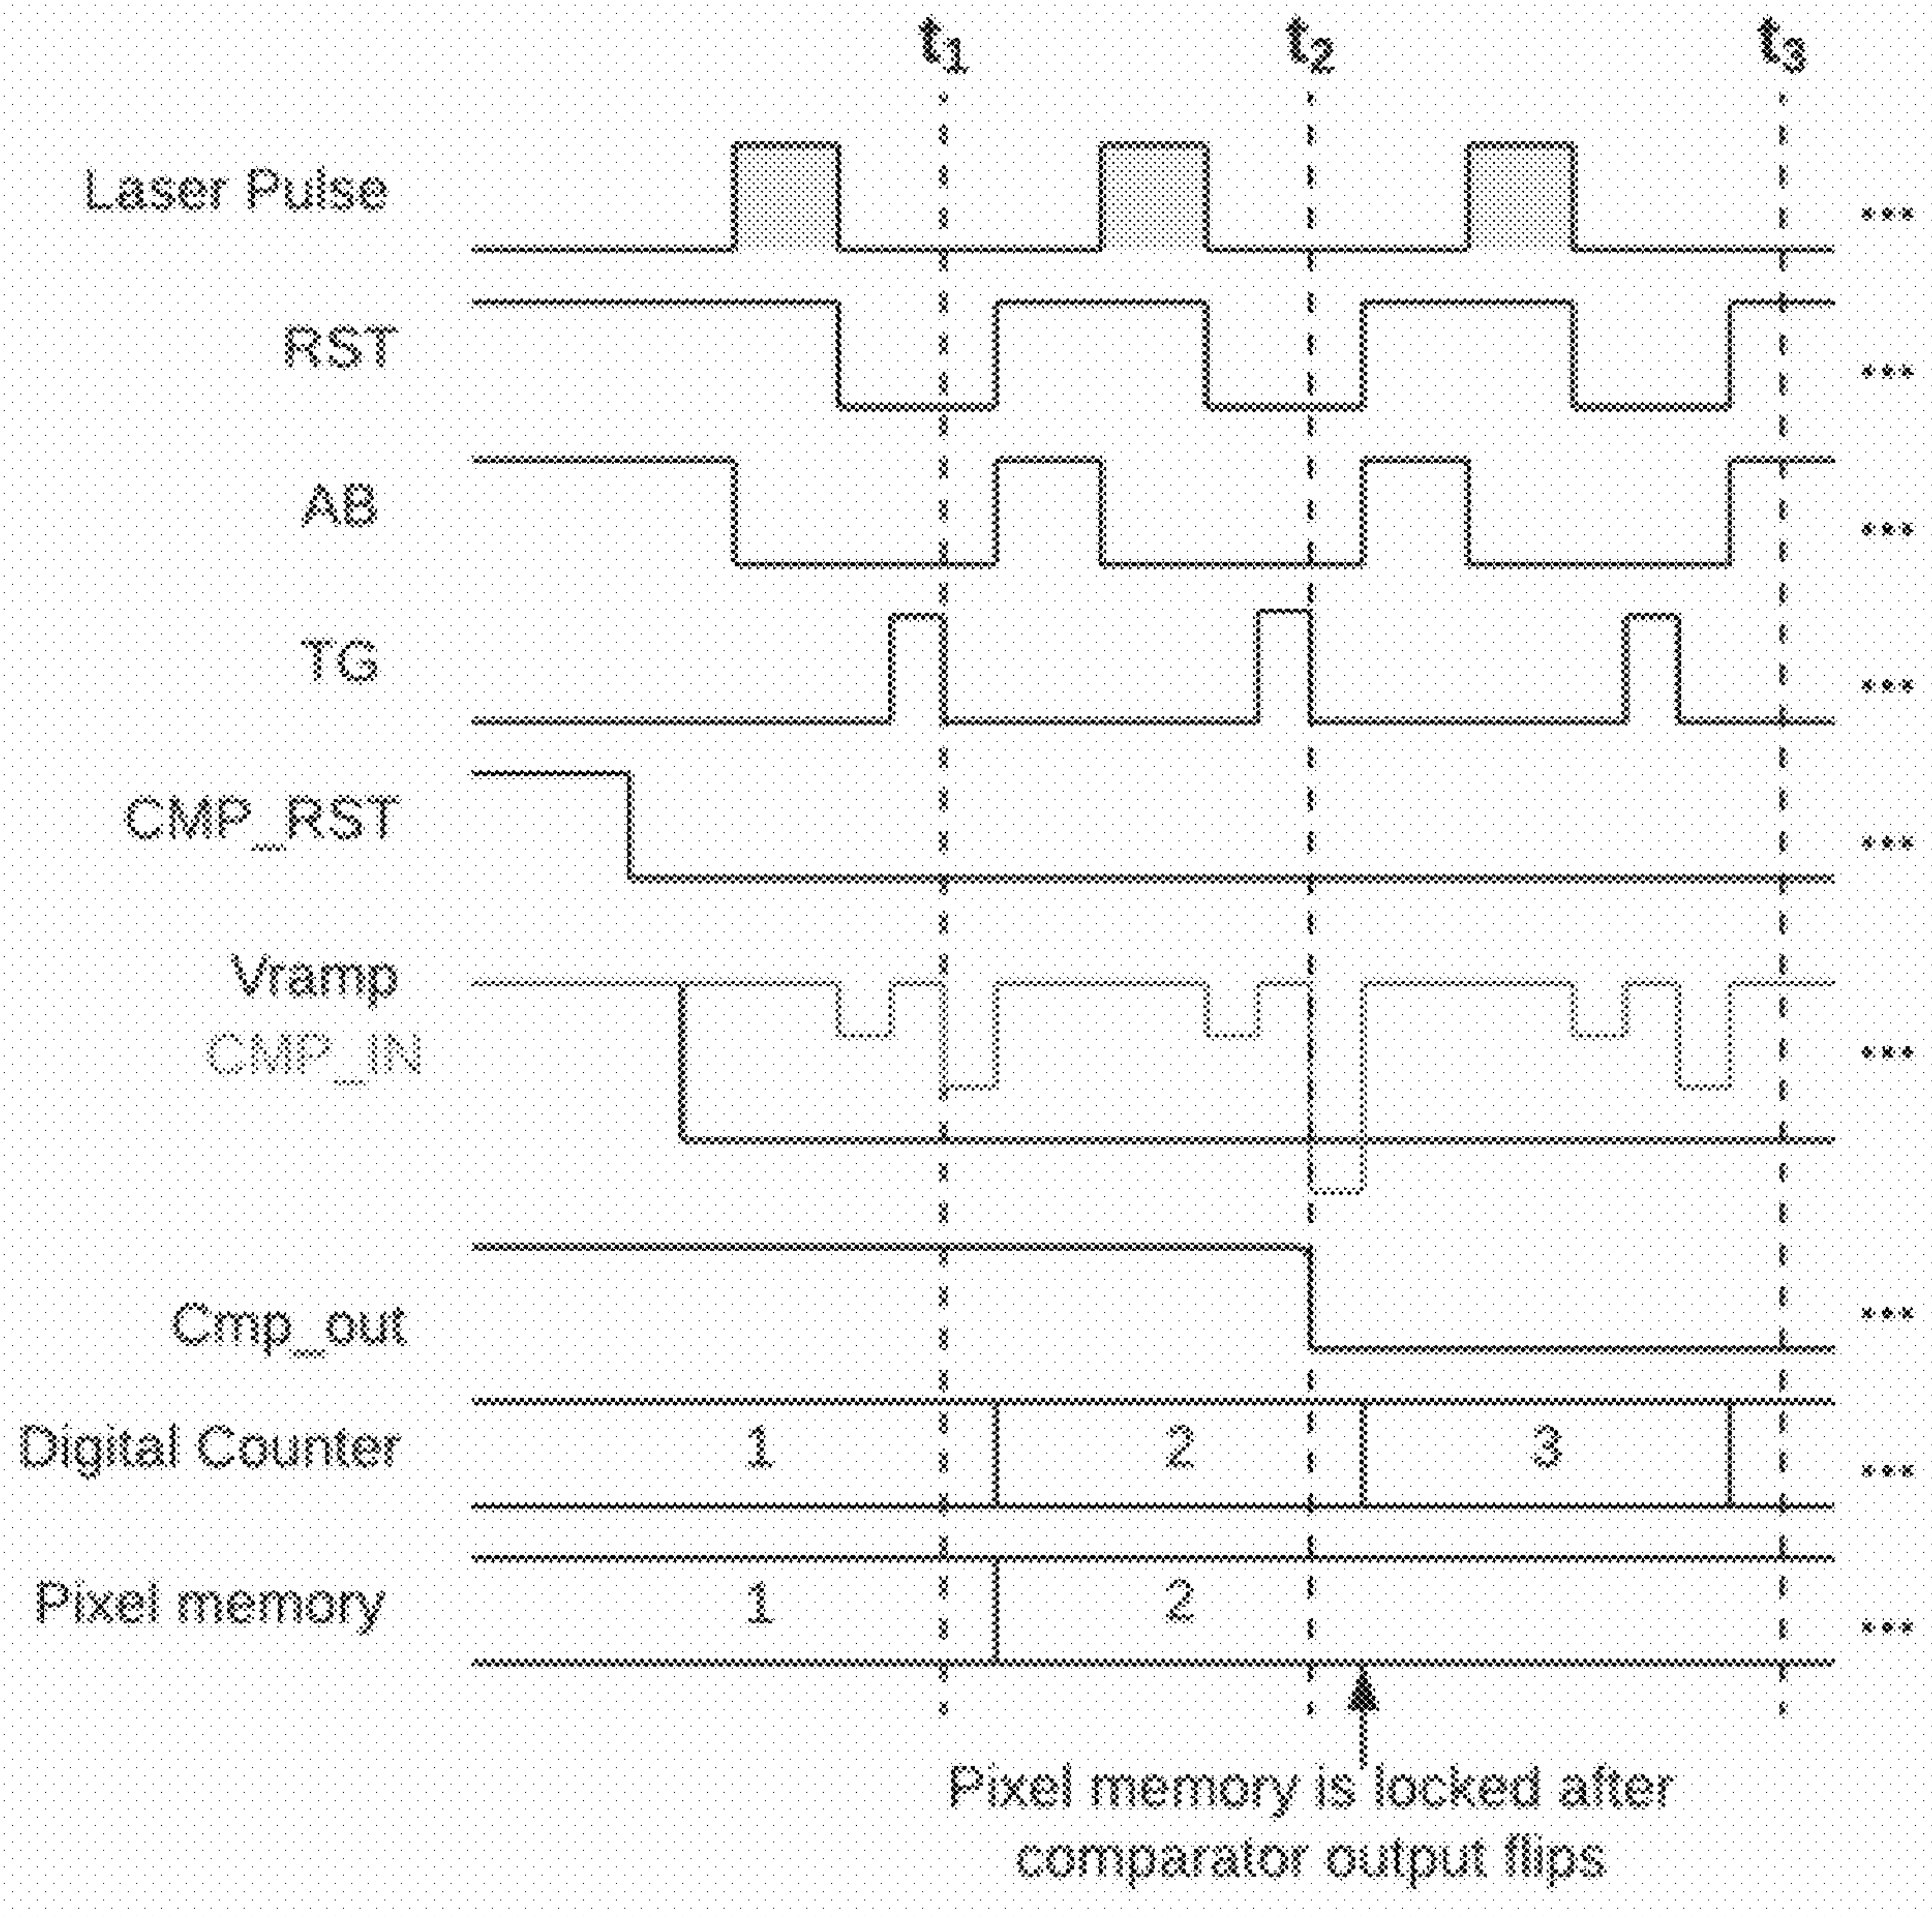 t1 t2 t3
Laser Pulse ...
RST ...
AB ...
TG ...
CMP_RST ...
Vramp
CMP_IN ...
Cmp_out ...
Digital Counter 1 2 3 ...
Pixel memory 1 2 ...
Pixel memory is locked after
comparator output flips